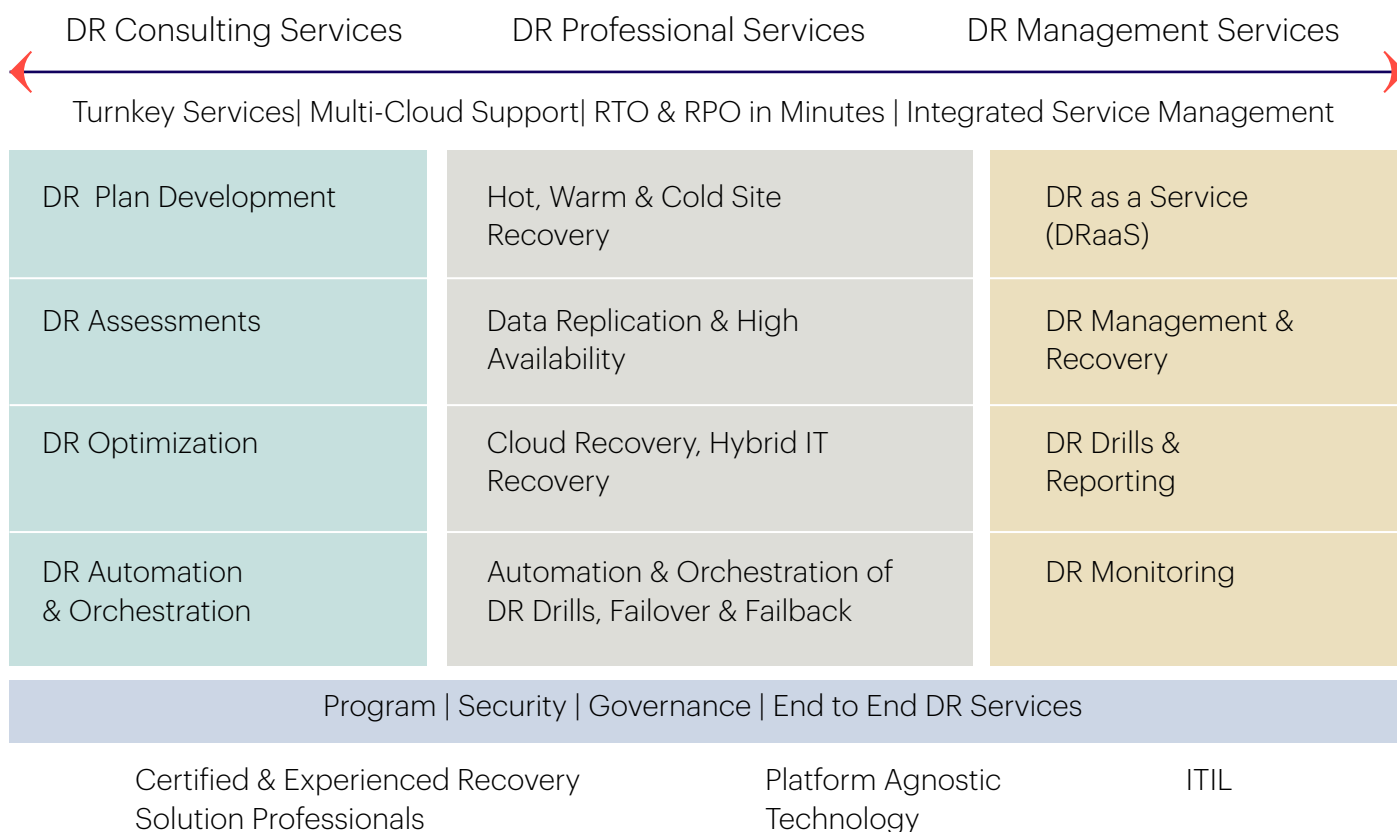 DR Consulting Services DR Professional Services DR Management Services
Turnkey Services| Multi-Cloud Support| RTO & RPO in Minutes | Integrated Service Management
DR Plan Development
Hot, Warm & Cold Site
Recovery
DR as a Service
(DRaaS)
DR Assessments
Data Replication & High
Availability
DR Management &
Recovery
DR Optimization
Cloud Recovery, Hybrid IT
Recovery
DR Drills &
Reporting
DR Automation
& Orchestration
Automation & Orchestration of
DR Drills, Failover & Failback
DR Monitoring
Program | Security | Governance | End to End DR Services
Certified & Experienced Recovery
Solution Professionals
Platform Agnostic
Technology
ITIL